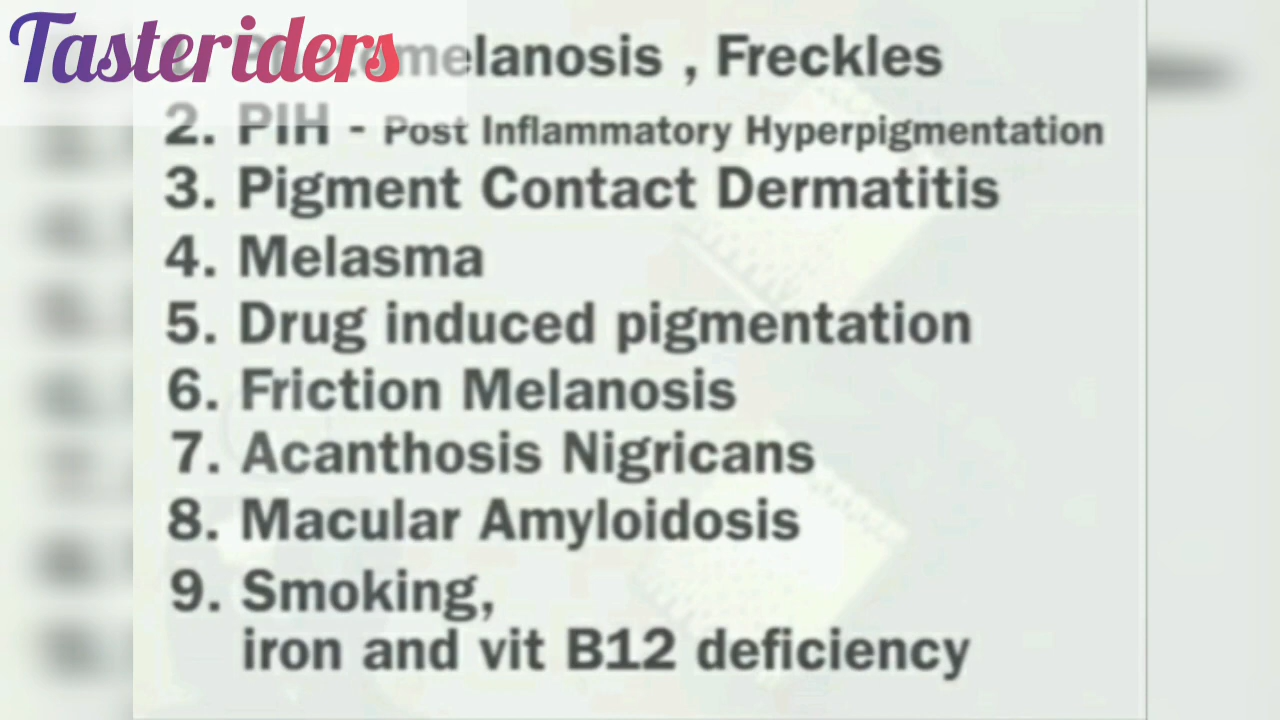 Tasteriders
Photomelanosis , Freckles
2. PIH - Post Inflammatory Hyperpigmentation
3. Pigment Contact Dermatitis
4. Melasma
5. Drug induced pigmentation
6. Friction Melanosis
7. Acanthosis Nigricans
8. Macular Amyloidosis
9. Smoking,
iron and vit B12 deficiency